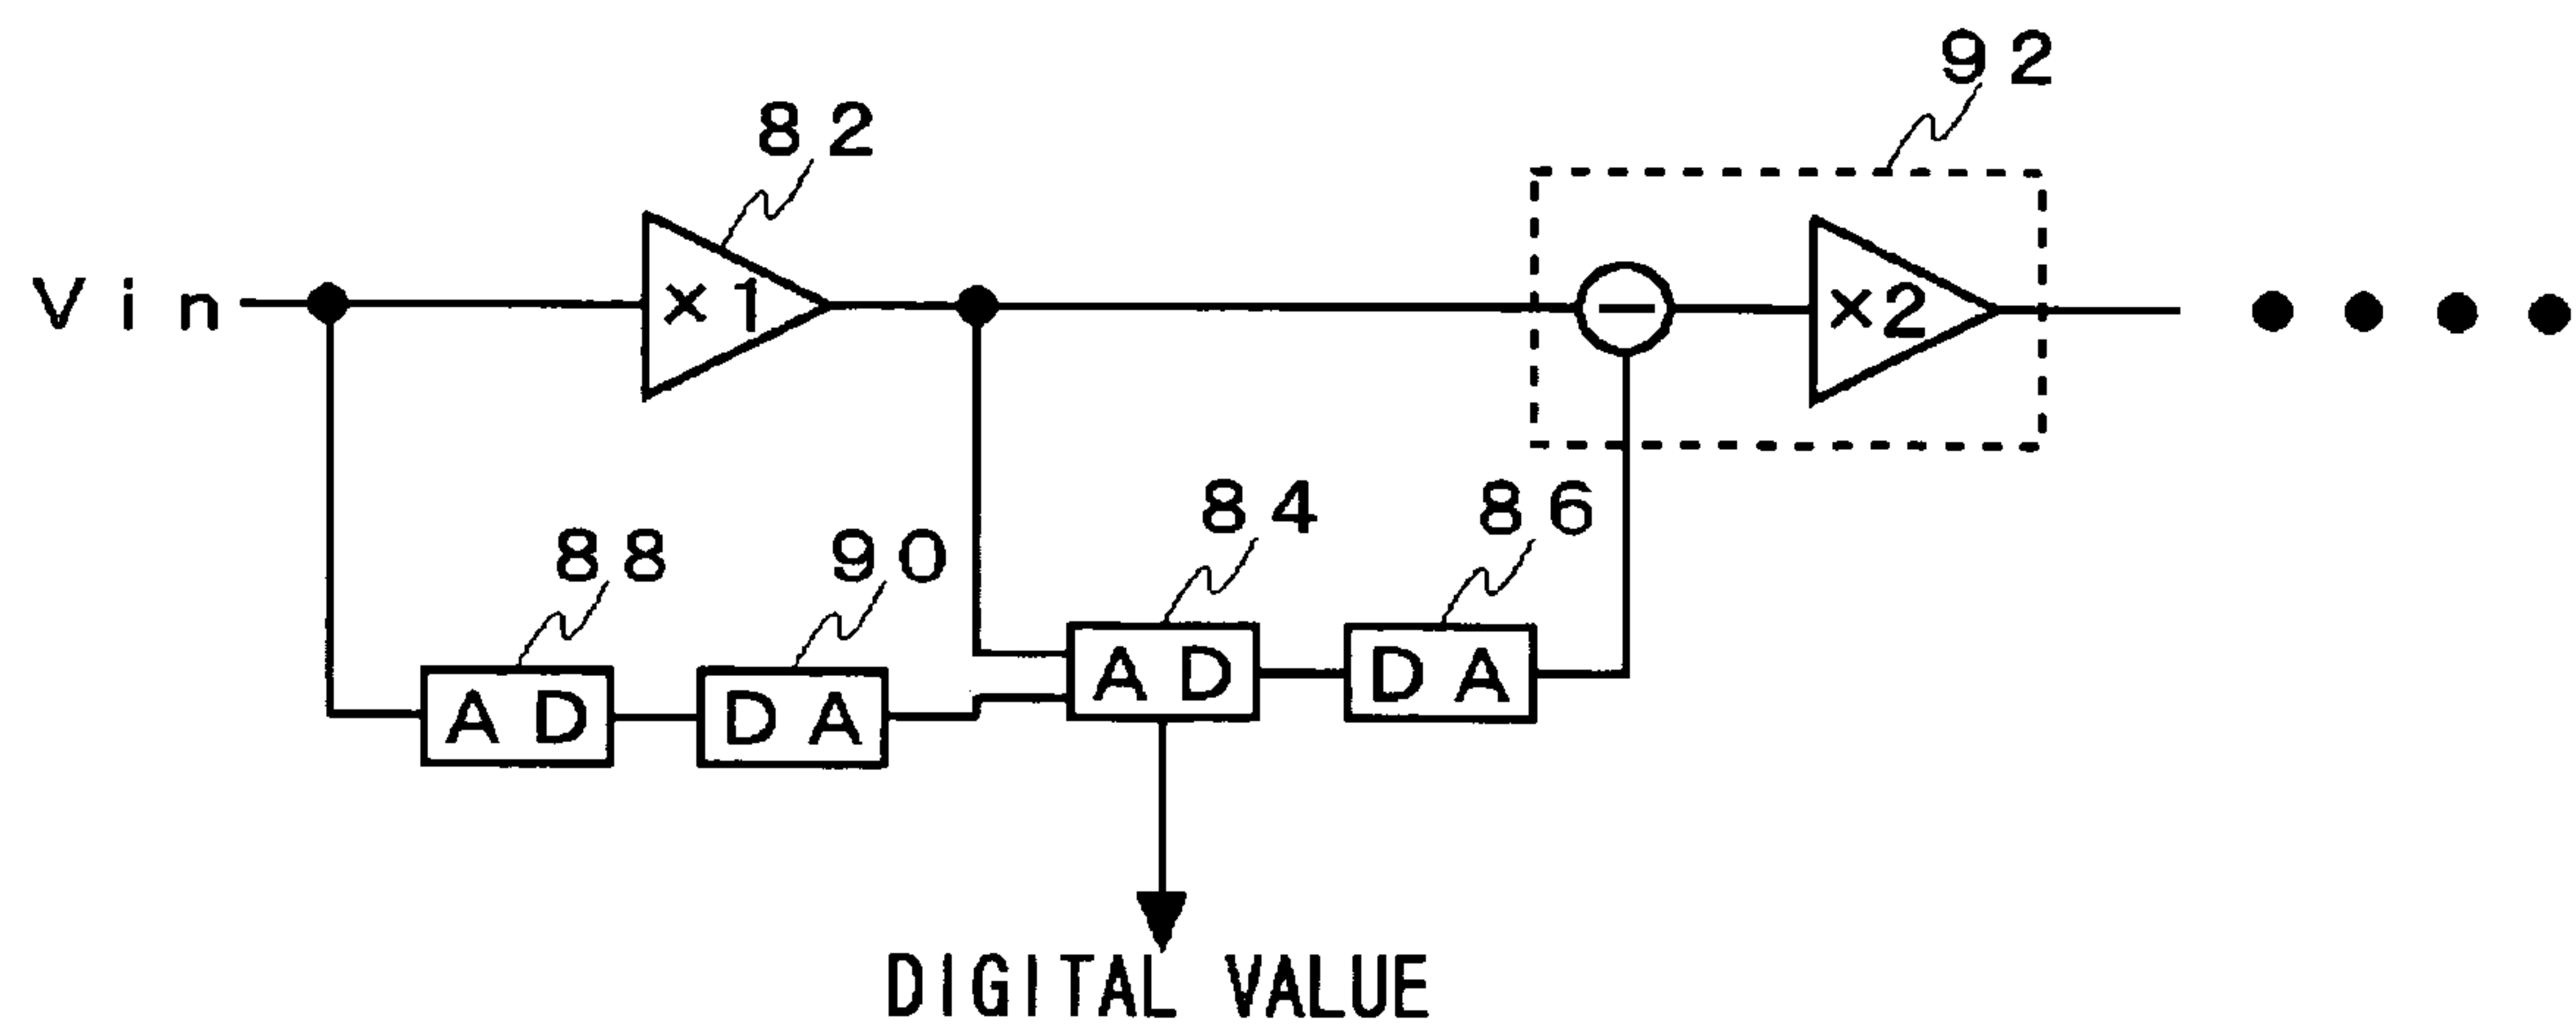 92
82
Vin
×1
−
×2
84
86
88
90
AD
DA
AD
DA
DIGITAL VALUE